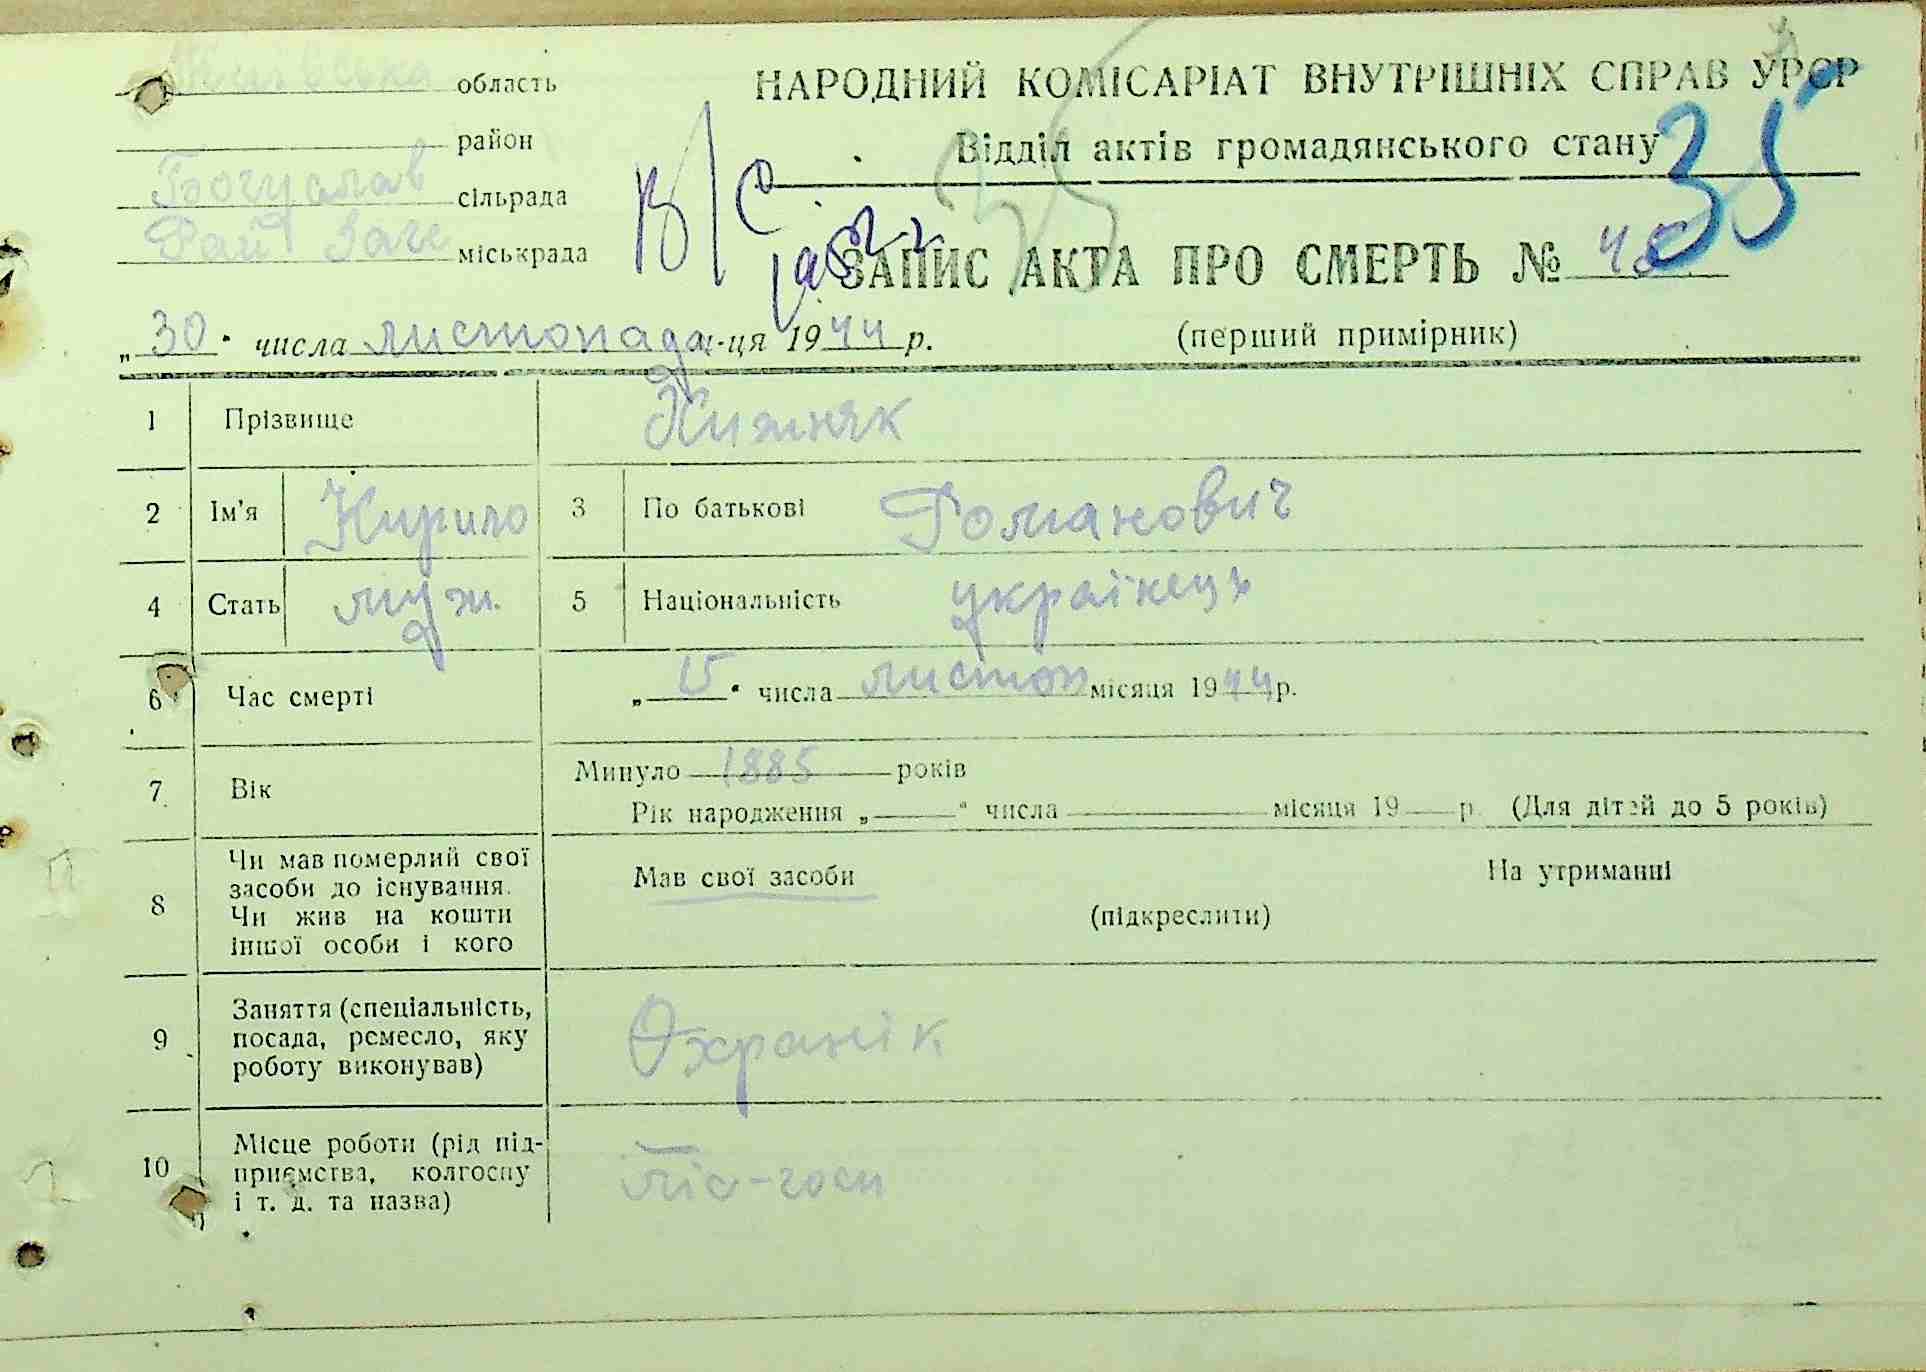 Київська область
район
Богуслав сільрада
Рай Заге міськрада
НАРОДНИЙ КОМІСАРІАТ ВНУТРІШНІХ СПРАВ УРСР
Відділ актів громадянського стану
35
35
В/С
ЗАПИС АКТА ПРО СМЕРТЬ №
„30“ числа листопада м-ця 1944 р.
(перший примірник)
1 Прізвище Кижняк
2 Ім'я Кирило 3 По батькові Романович
4 Стать муж. 5 Національність українець
6 Час смерті „15“ числа листоп місяця 1944 р.
7 Вік Минуло 1885 років
Рік народження „ “ числа місяця 19 р. (Для дітей до 5 років)
8 Чи мав померлий свої засоби до існування.
Чи жив на кошти іншої особи і кого
Мав свої засоби На утриманні
(підкреслити)
9 Заняття (спеціальність,
посада, ремесло, яку
роботу виконував)
Охранік
10 Місце роботи (рід під-
приємства, колгоспу
і т. д. та назва)